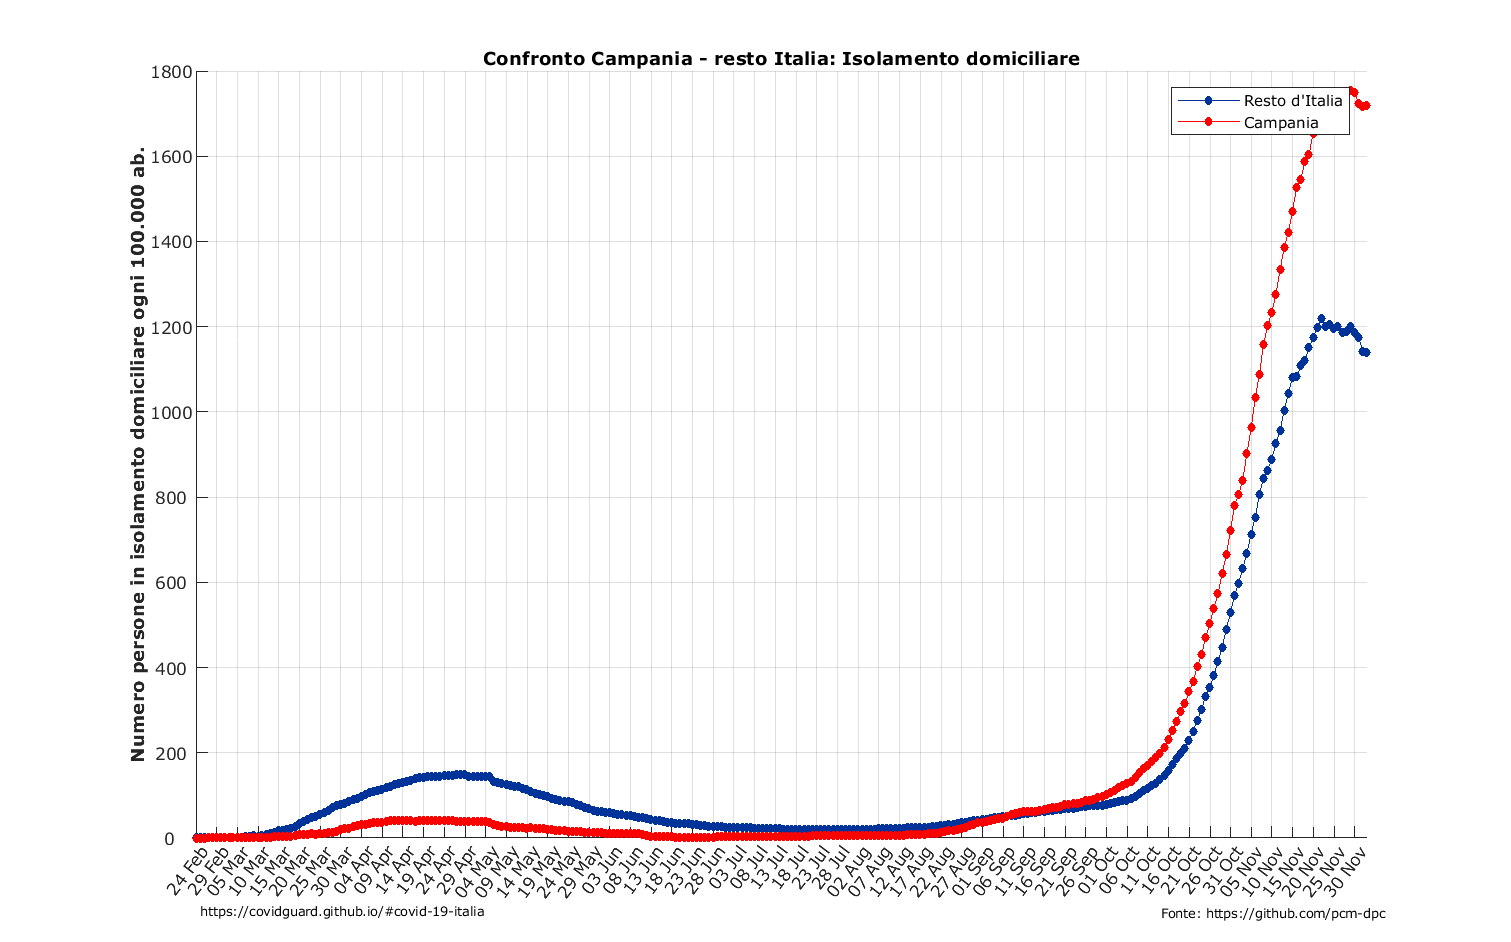 Confronto Campania - resto Italia: Isolamento domiciliare
Numero persone in isolamento domiciliare ogni 100.000 ab.
1800
1600
1400
1200
1000
800
600
400
200
0
Resto d'Italia
Campania
24 Feb
29 Feb
05 Mar
10 Mar
15 Mar
20 Mar
25 Mar
30 Mar
04 Apr
09 Apr
14 Apr
19 Apr
24 Apr
29 Apr
04 May
09 May
14 May
19 May
24 May
29 May
03 Jun
08 Jun
13 Jun
18 Jun
23 Jun
28 Jun
03 Jul
08 Jul
13 Jul
18 Jul
23 Jul
28 Jul
02 Aug
07 Aug
12 Aug
17 Aug
22 Aug
27 Aug
01 Sep
06 Sep
11 Sep
16 Sep
21 Sep
26 Sep
01 Oct
06 Oct
11 Oct
16 Oct
21 Oct
26 Oct
31 Oct
05 Nov
10 Nov
15 Nov
20 Nov
25 Nov
30 Nov
https://covidguard.github.io/#covid-19-italia
Fonte: https://github.com/pcm-dpc